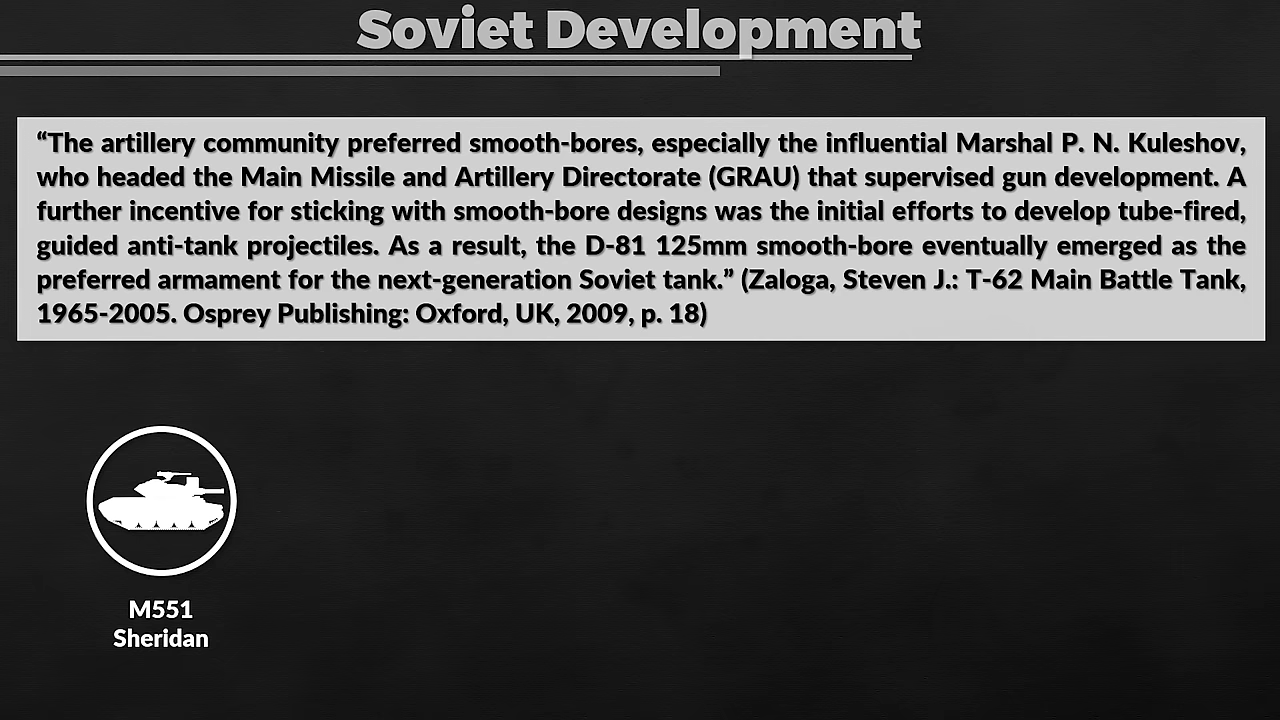 Soviet Development
“The artillery community preferred smooth-bores, especially the influential Marshal P. N. Kuleshov,
who headed the Main Missile and Artillery Directorate (GRAU) that supervised gun development. A
further incentive for sticking with smooth-bore designs was the initial efforts to develop tube-fired,
guided anti-tank projectiles. As a result, the D-81 125mm smooth-bore eventually emerged as the
preferred armament for the next-generation Soviet tank.” (Zaloga, Steven J.: T-62 Main Battle Tank,
1965-2005. Osprey Publishing: Oxford, UK, 2009, p. 18)
M551
Sheridan